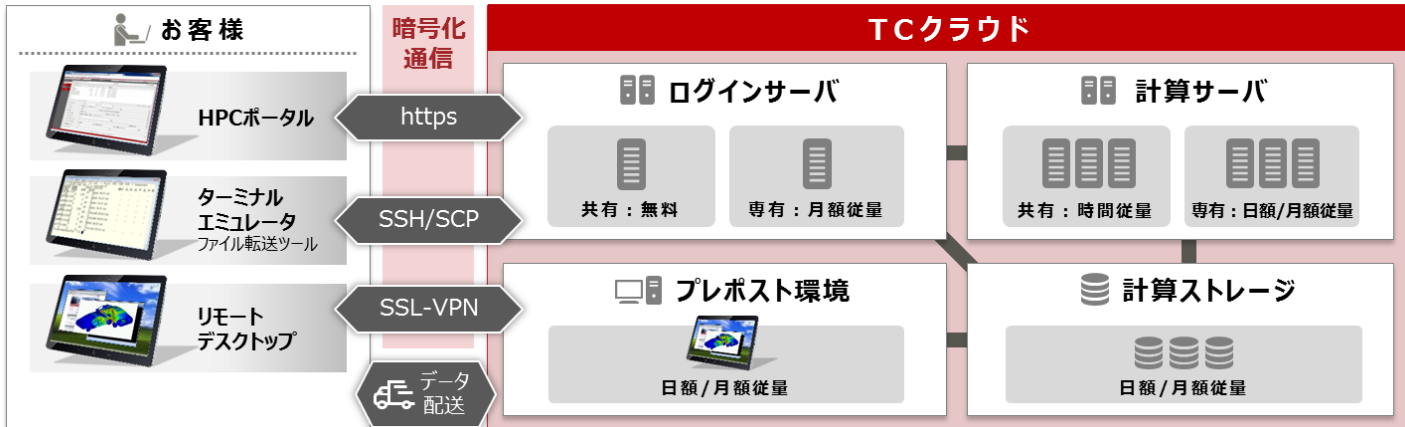 お客様
HPCポータル
ターミナル
エミュレータ
ファイル転送ツール
リモート
デスクトップ
暗号化
通信
https
SSH/SCP
SSL-VPN
データ
配送
TCクラウド
ログインサーバ
共有：無料
専有：月額従量
計算サーバ
共有：時間従量
専有：日額/月額従量
プレポスト環境
日額/月額従量
計算ストレージ
日額/月額従量